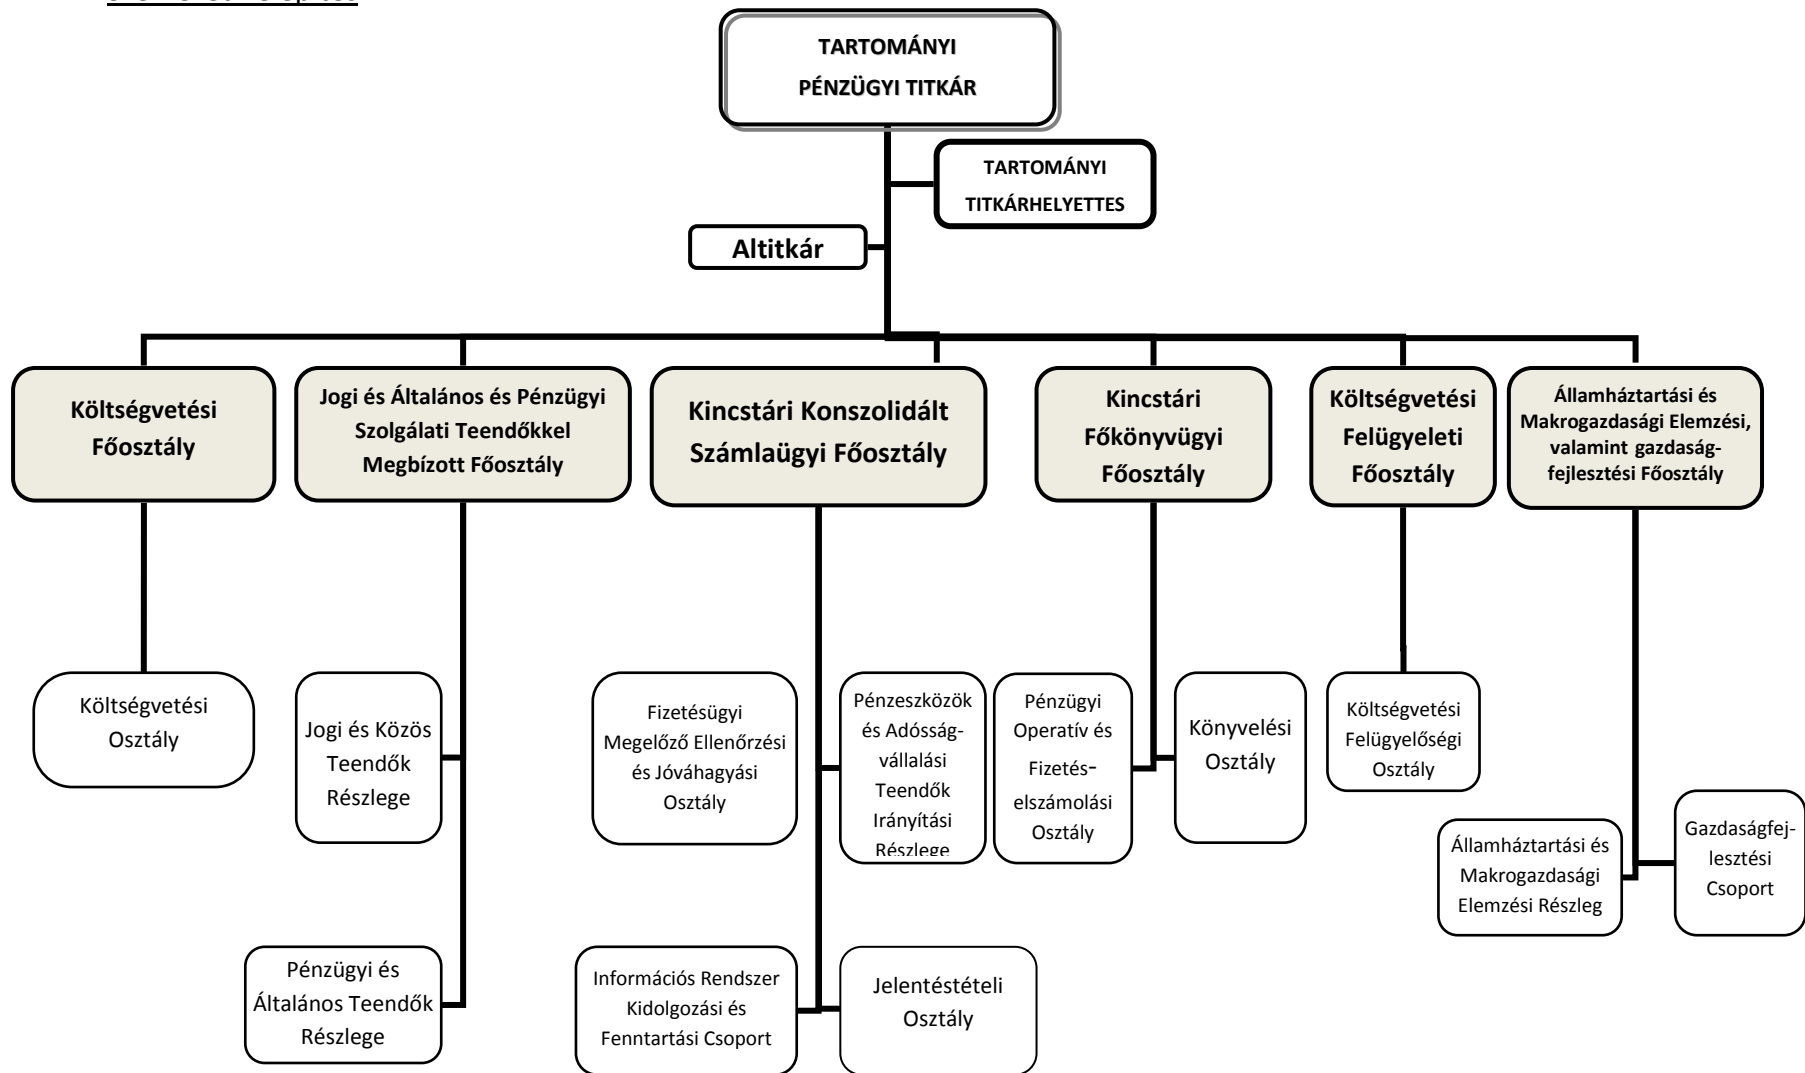 TARTOMÁNYI
PÉNZÜGYI TITKÁR
TARTOMÁNYI
TITKÁRHELYETTES
Altitkár
Költségvetési
Főosztály
Jogi és Általános és Pénzügyi
Szolgálati Teendőkkel
Megbízott Főosztály
Kincstári Konszolidált
Számlaügyi Főosztály
Kincstári
Főkönyvügyi
Főosztály
Költségvetési
Felügyeleti
Főosztály
Államháztartási és
Makrogazdasági Elemzési,
valamint gazdaság-
fejlesztési Főosztály
Költségvetési
Osztály
Jogi és Közös
Teendők
Részlege
Fizetésügyi
Megelőző Ellenőrzési
és Jóváhagyási
Osztály
Pénzeszközök
és Adósság-
vállalási
Teendők
Irányítási
Részlege
Pénzügyi
Operatív és
Fizetés-
elszámolási
Osztály
Könyvelési
Osztály
Költségvetési
Felügyelőségi
Osztály
Államháztartási és
Makrogazdasági
Elemzési Részleg
Gazdaságfej-
lesztési
Csoport
Pénzügyi és
Általános Teendők
Részlege
Információs Rendszer
Kidolgozási és
Fenntartási Csoport
Jelentéstételi
Osztály